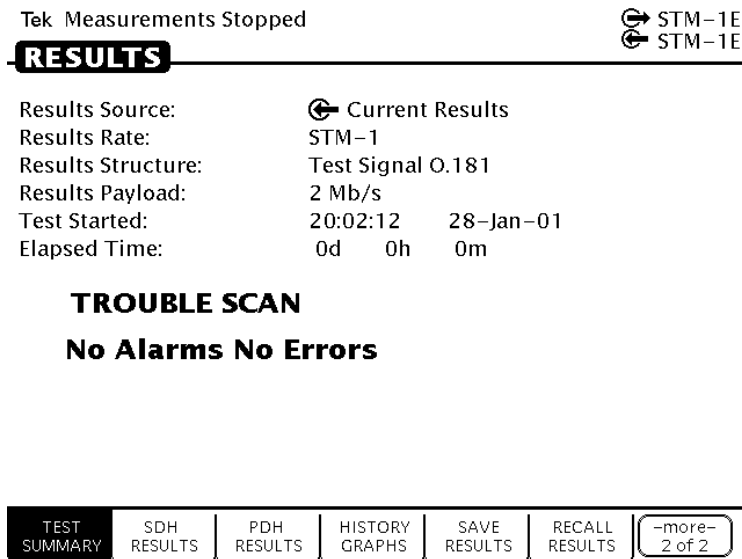 Tek Measurements Stopped
STM-1E
STM-1E
RESULTS
Results Source: Current Results
Results Rate: STM-1
Results Structure: Test Signal O.181
Results Payload: 2 Mb/s
Test Started: 20:02:12 28-Jan-01
Elapsed Time: 0d 0h 0m
TROUBLE SCAN
No Alarms No Errors
TEST SUMMARY
SDH RESULTS
PDH RESULTS
HISTORY GRAPHS
SAVE RESULTS
RECALL RESULTS
-more- 2 of 2